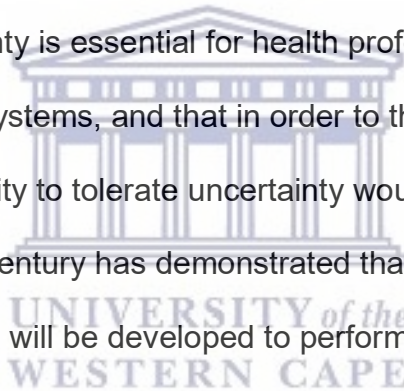 nty is essential for health prof
ystems, and that in order to th
ity to tolerate uncertainty wou
entury has demonstrated tha
UNIVERSITY of the
will be developed to perform
WESTERN CAPE